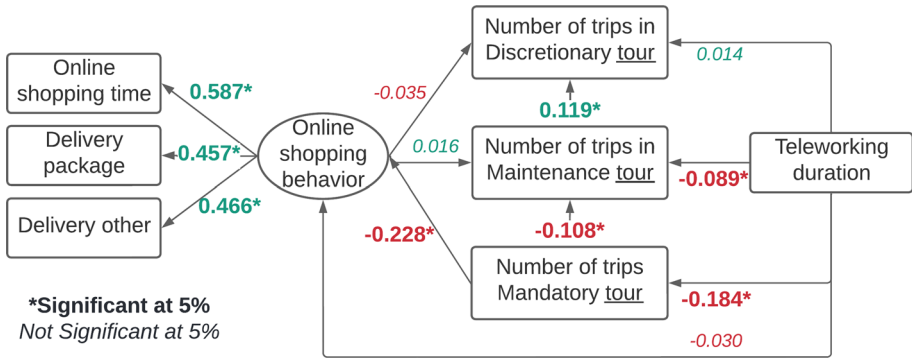 Online
shopping time
Delivery
package
Delivery other
0.587*
0.457*
0.466*
Online
shopping
behavior
-0.035
0.016
-0.228*
Number of trips in
Discretionary tour
0.119*
Number of trips in
Maintenance tour
-0.108*
Number of trips
Mandatory tour
0.014
-0.089*
-0.184*
-0.030
Teleworking
duration
*Significant at 5%
Not Significant at 5%